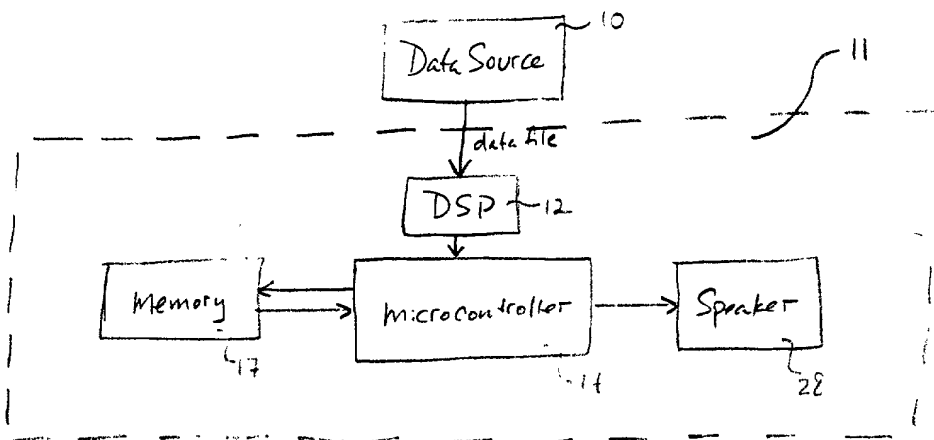 10
Data Source
11
data file
DSP
12
Memory
microcontroller
Speaker
17
28